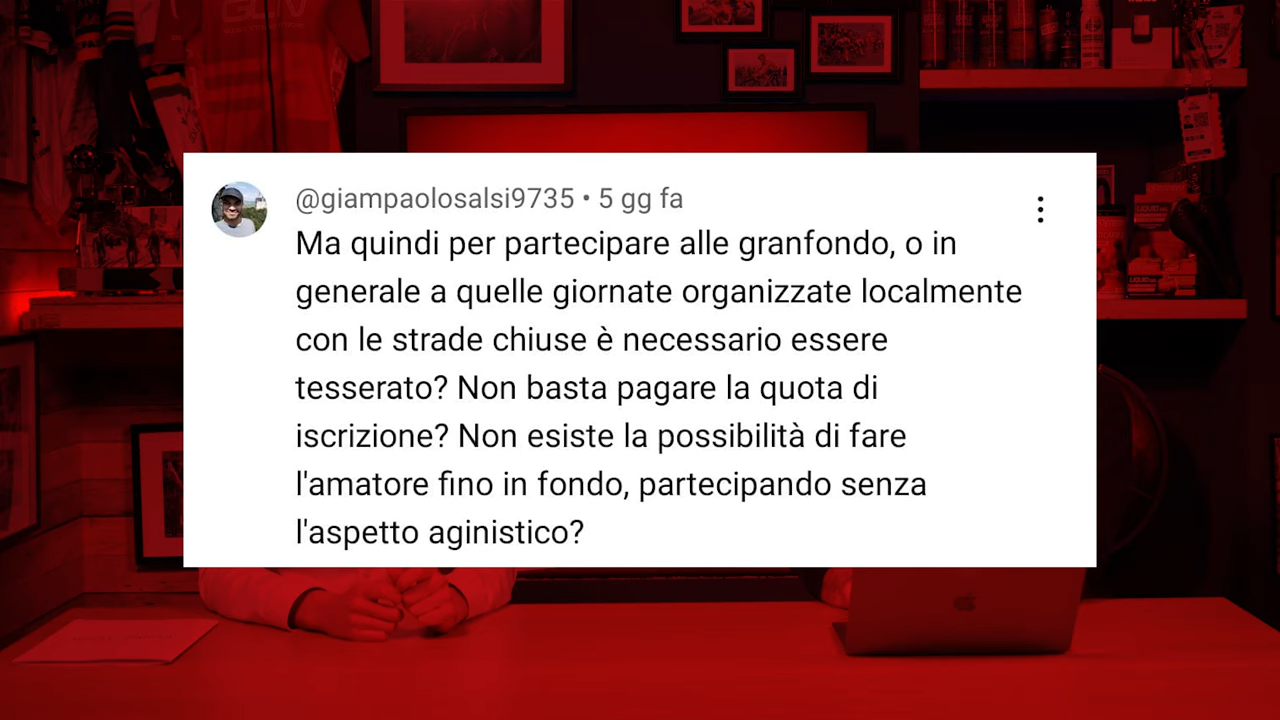 GCN
@giampaolosalsi9735 • 5 gg fa
Ma quindi per partecipare alle granfondo, o in
generale a quelle giornate organizzate localmente
con le strade chiuse è necessario essere
tesserato? Non basta pagare la quota di
iscrizione? Non esiste la possibilità di fare
l'amatore fino in fondo, partecipando senza
l'aspetto aginistico?